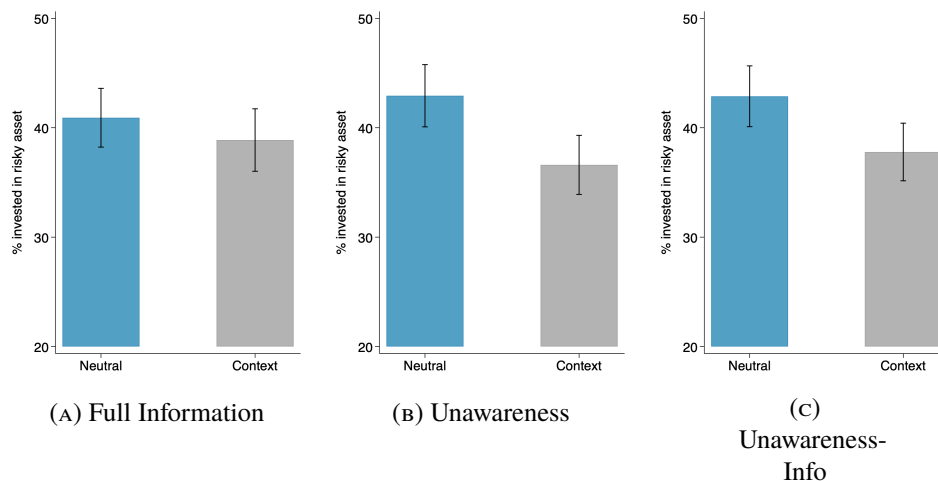 50
40
30
20
% invested in risky asset
Neutral
Context
(A) Full Information
50
40
30
20
% invested in risky asset
Neutral
Context
(B) Unawareness
50
40
30
20
% invested in risky asset
Neutral
Context
(C)
Unawareness-
Info